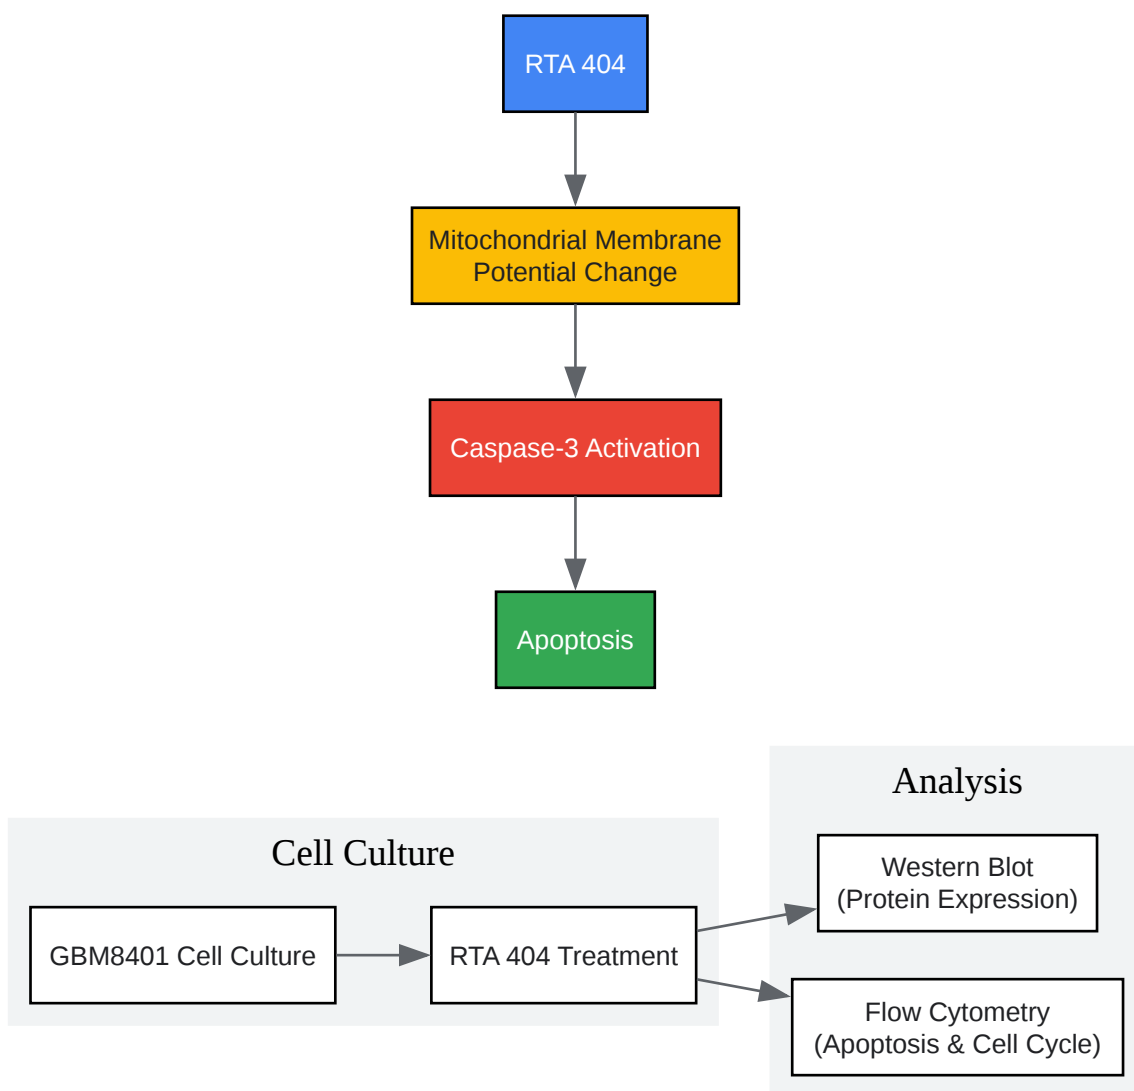 RTA 404
Mitochondrial Membrane
Potential Change
Caspase-3 Activation
Apoptosis
Cell Culture
GBM8401 Cell Culture
RTA 404 Treatment
Analysis
Western Blot
(Protein Expression)
Flow Cytometry
(Apoptosis & Cell Cycle)